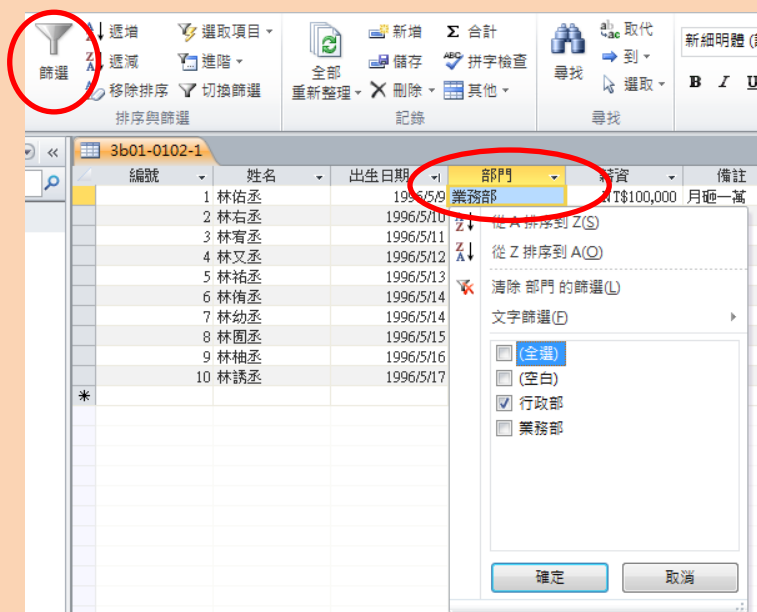 遞增 選取項目 新增 Σ 合計 取代 新細明體
篩選 遞減 進階 全部 儲存 拼字檢查 尋找 到
移除排序 切換篩選 重新整理 刪除 其他 選取 B I U
排序與篩選 記錄 尋找
3b01-0102-1
編號 姓名 出生日期 部門 薪資 備註
1 林佑丞 1996/5/9 業務部 NT$100,000 月砸一萬
2 林右丞 1996/5/10
3 林宥丞 1996/5/11
4 林又丞 1996/5/12
5 林祐丞 1996/5/13
6 林侑丞 1996/5/14
7 林幼丞 1996/5/14
8 林囿丞 1996/5/15
9 林柚丞 1996/5/16
10 林誘丞 1996/5/17
從 A 排序到 Z(S)
從 Z 排序到 A(O)
清除 部門 的篩選(L)
文字篩選(F)
(全選)
(空白)
行政部
業務部
確定 取消